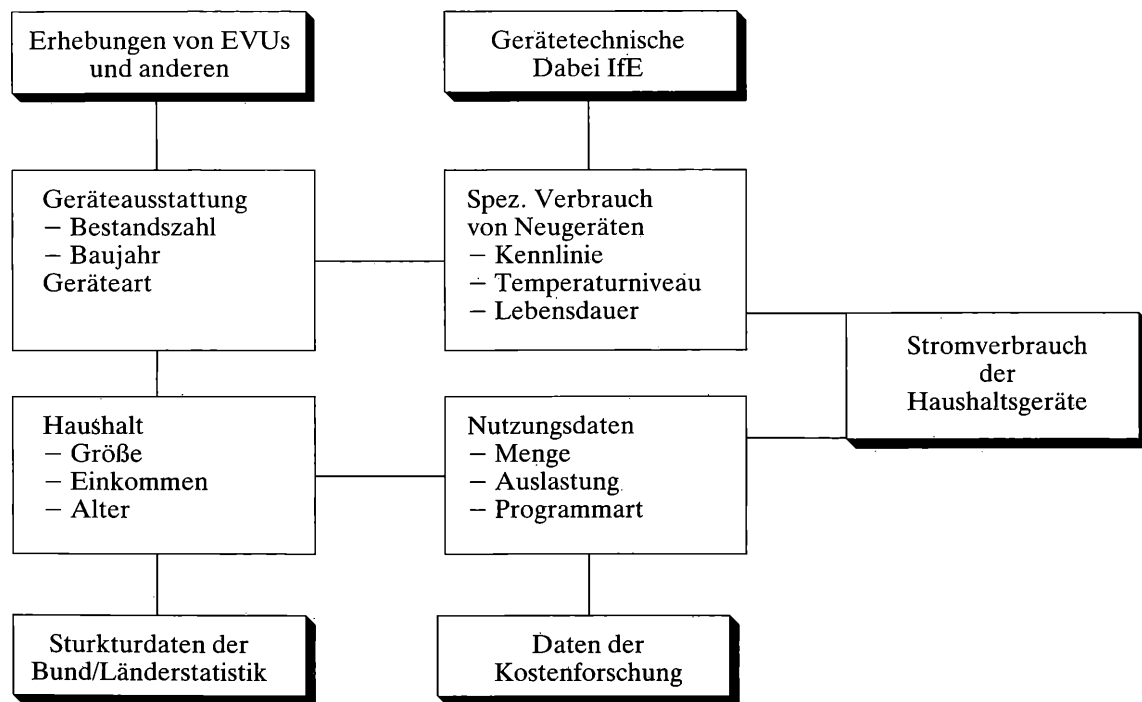 Erhebungen von EVUs
und anderen
Gerätetechnische
Dabei IfE
Geräteausstattung
– Bestandszahl
– Baujahr
Geräteart
Spez. Verbrauch
von Neugeräten
– Kennlinie
– Temperaturniveau
– Lebensdauer
Stromverbrauch
der
Haushaltsgeräte
Haushalt
– Größe
– Einkommen
– Alter
Nutzungsdaten
– Menge
– Auslastung
– Programmart
Sturkturdaten der
Bund/Länderstatistik
Daten der
Kostenforschung